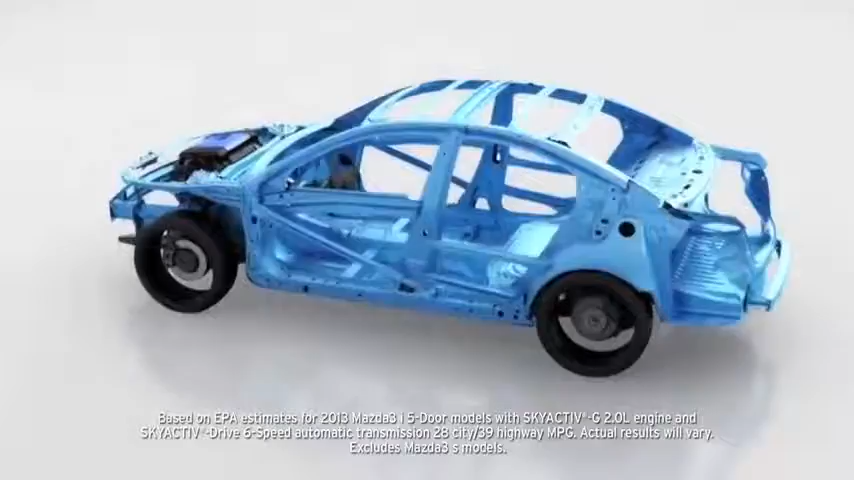 Based on EPA estimates for 2013 Mazda3 i 5-Door models with SKYACTIV®-G 2.0L engine and
SKYACTIV®-Drive 6-Speed automatic transmission 28 city/39 highway MPG. Actual results will vary.
Excludes Mazda3 s models.